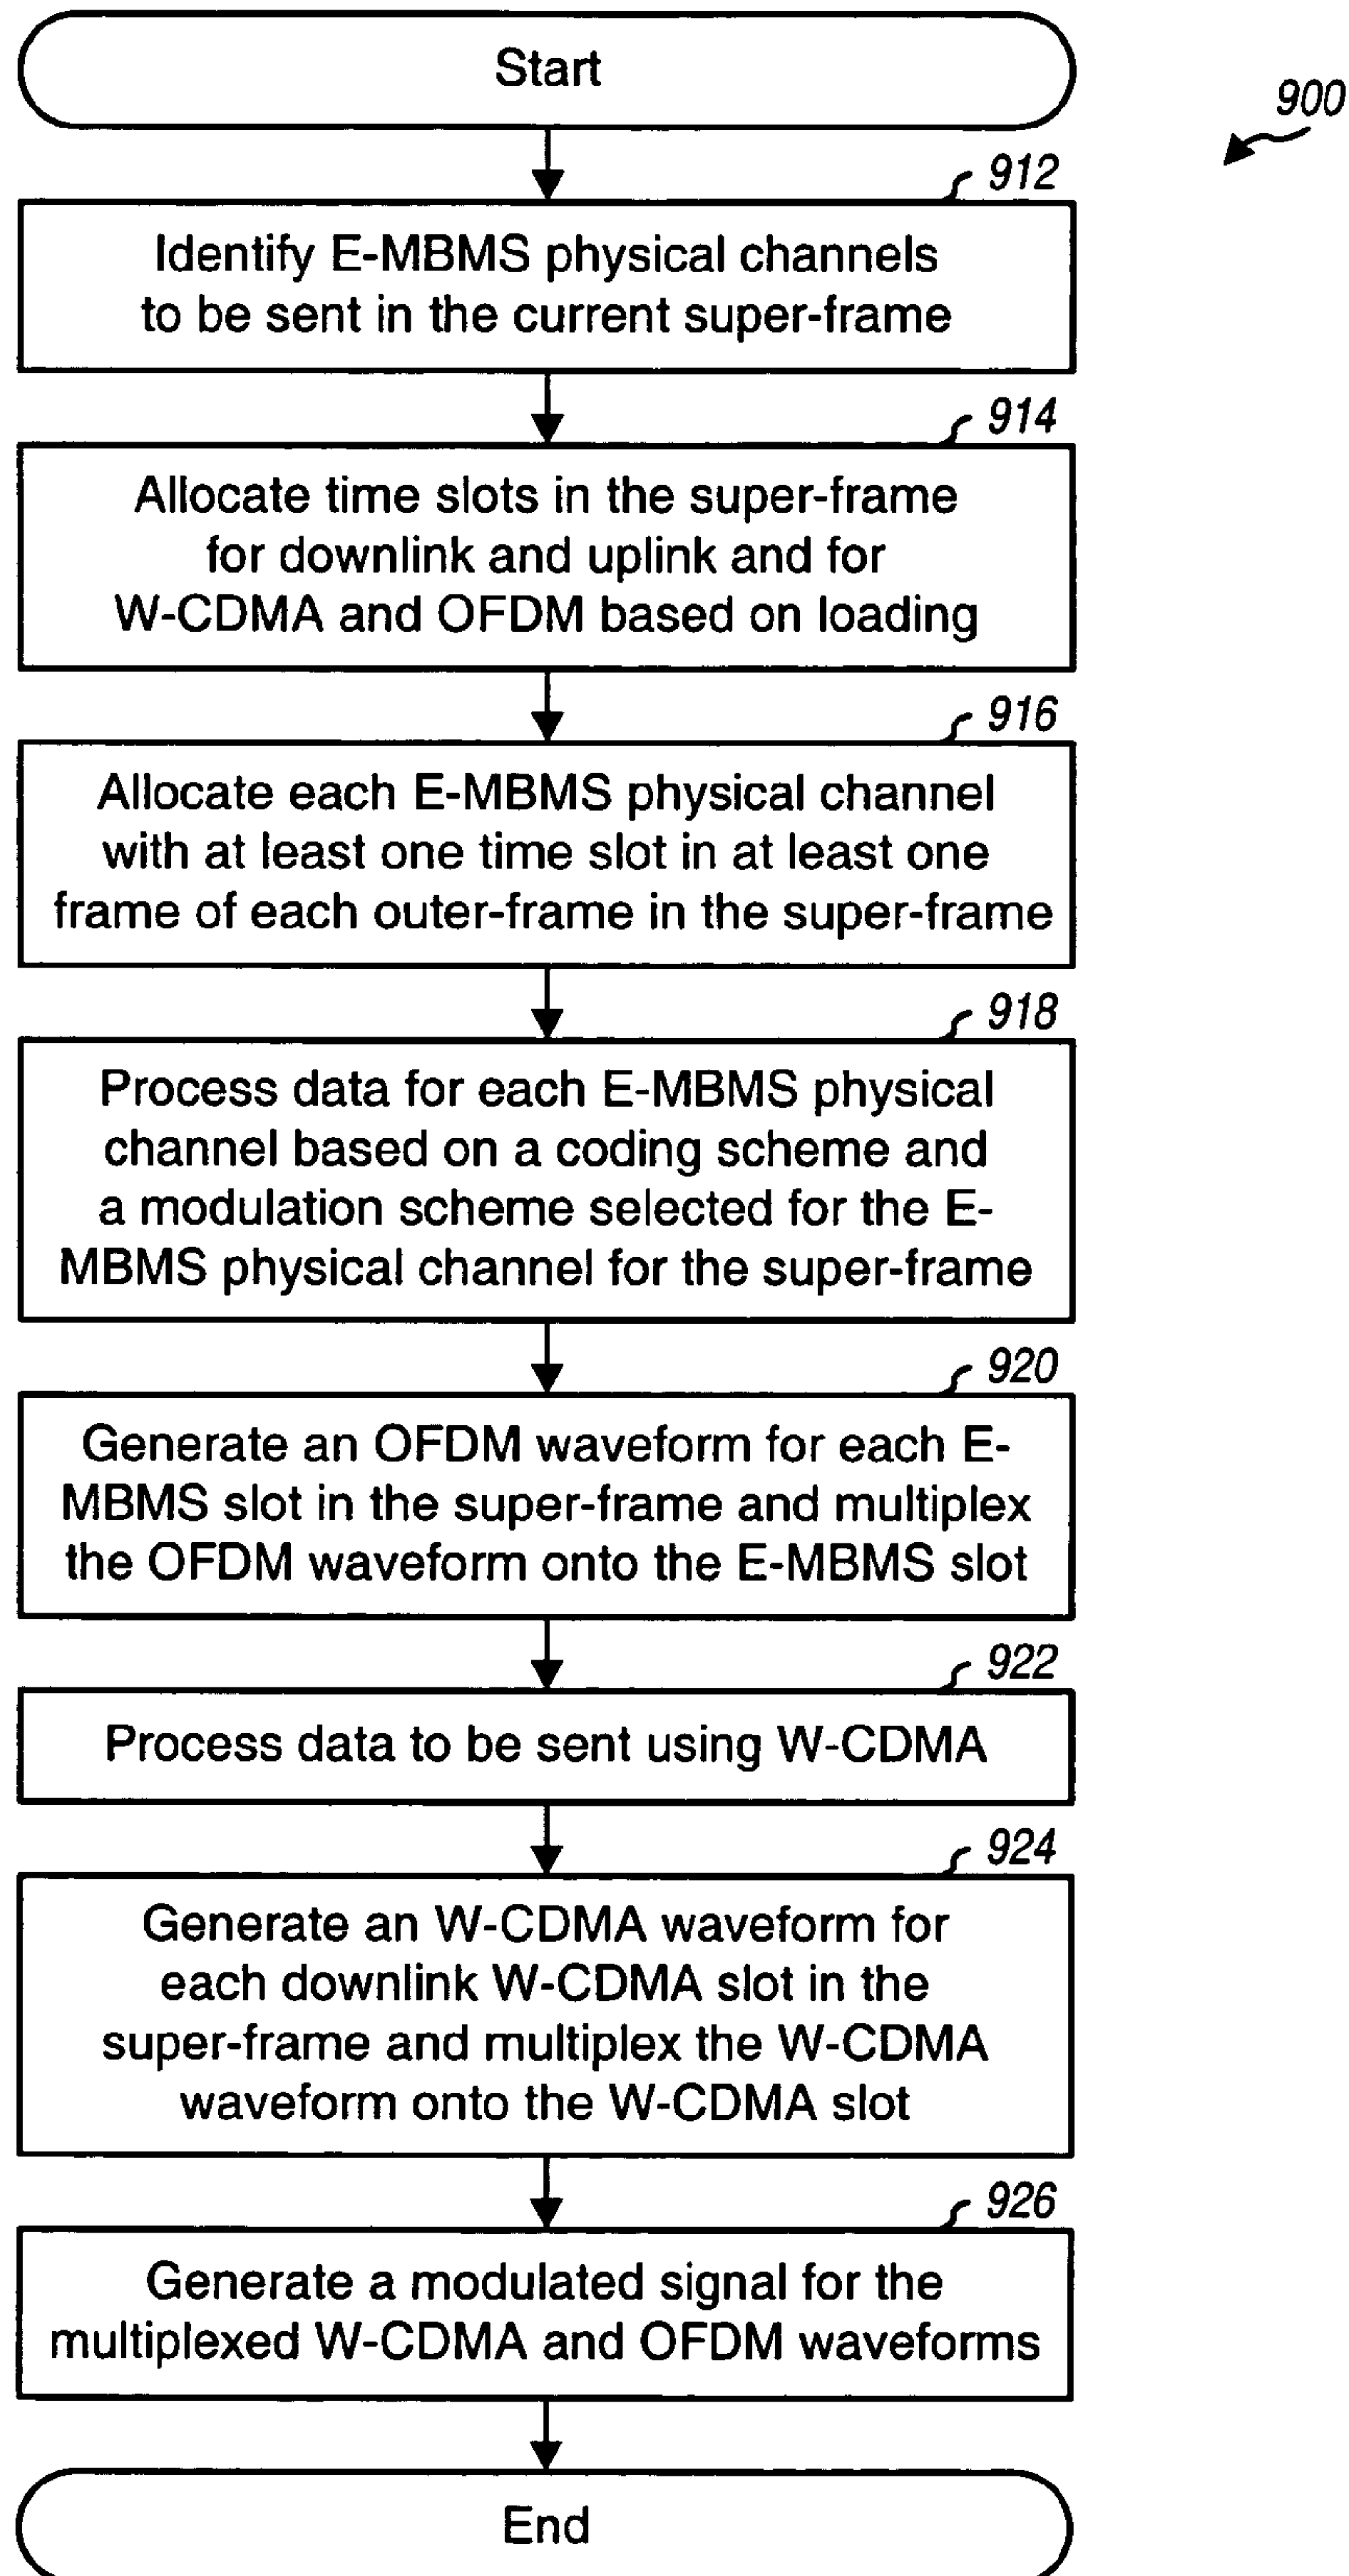 Start
900
912
Identify E-MBMS physical channels
to be sent in the current super-frame
914
Allocate time slots in the super-frame
for downlink and uplink and for
W-CDMA and OFDM based on loading
916
Allocate each E-MBMS physical channel
with at least one time slot in at least one
frame of each outer-frame in the super-frame
918
Process data for each E-MBMS physical
channel based on a coding scheme and
a modulation scheme selected for the E-
MBMS physical channel for the super-frame
920
Generate an OFDM waveform for each E-
MBMS slot in the super-frame and multiplex
the OFDM waveform onto the E-MBMS slot
922
Process data to be sent using W-CDMA
924
Generate an W-CDMA waveform for
each downlink W-CDMA slot in the
super-frame and multiplex the W-CDMA
waveform onto the W-CDMA slot
926
Generate a modulated signal for the
multiplexed W-CDMA and OFDM waveforms
End